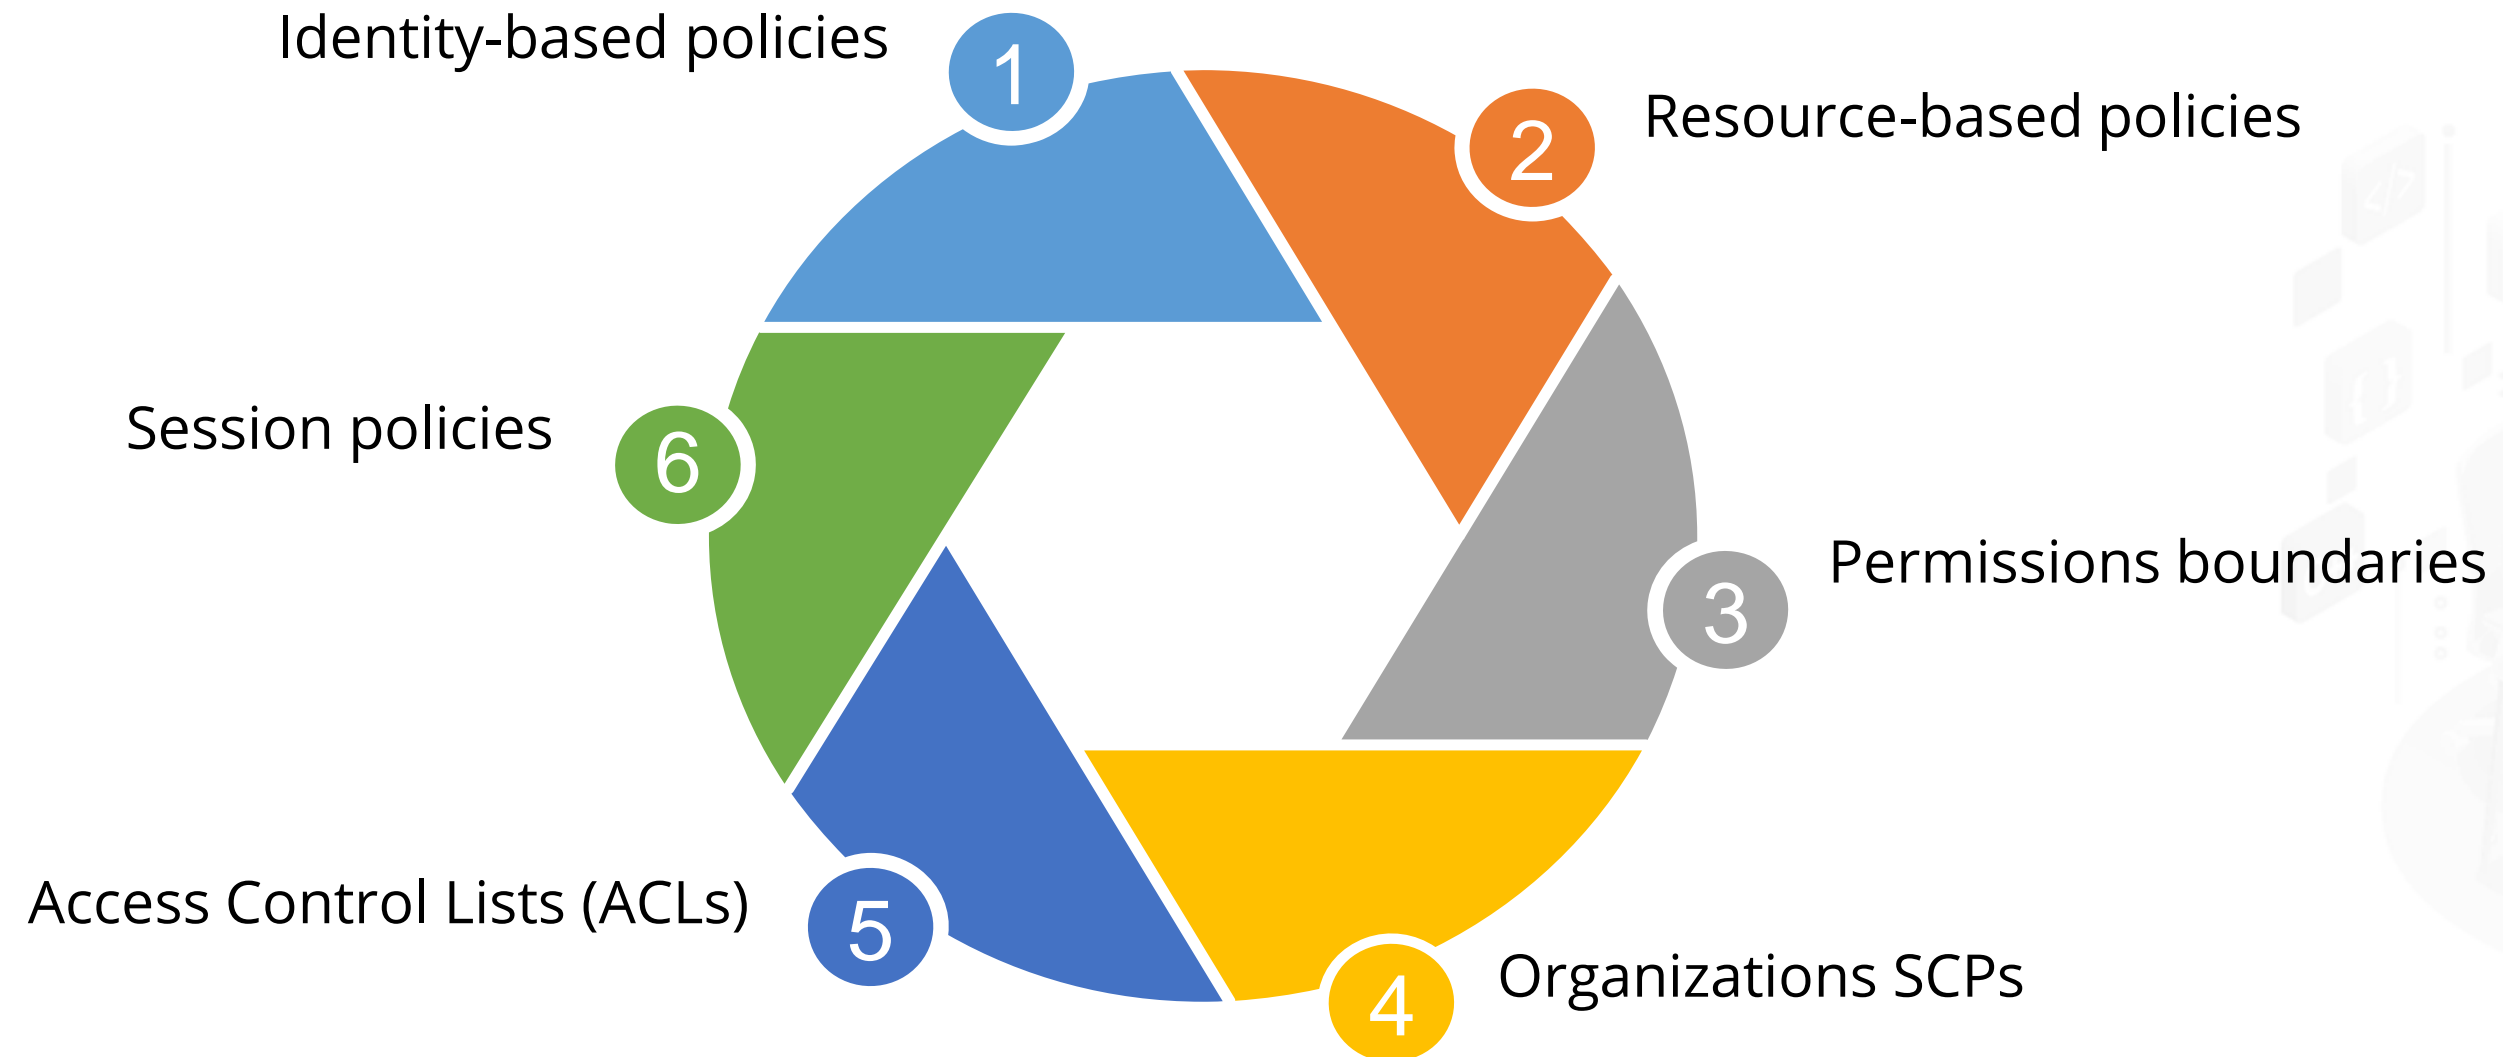 Identity-based policies
1
2
Resource-based policies
Session policies
6
Permissions boundaries
3
Access Control Lists (ACLs)
5
Organizations SCPs
4